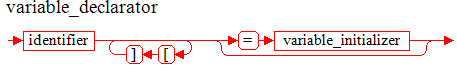 variable_declarator
identifier ] [ = variable_initializer